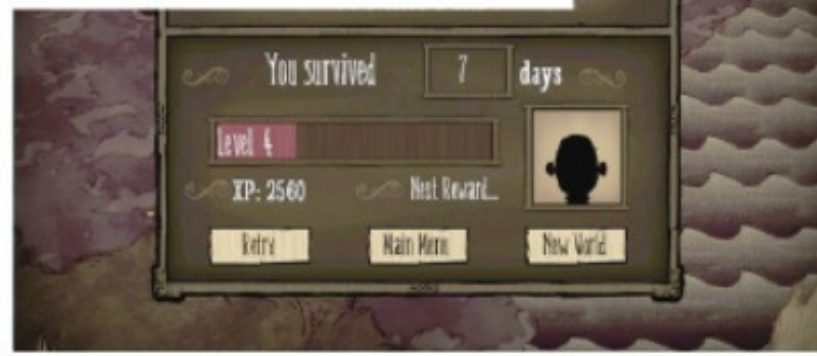 You survived 7 days
Level 4
XP: 2560 Next Reward...
Retry Main Menu New World